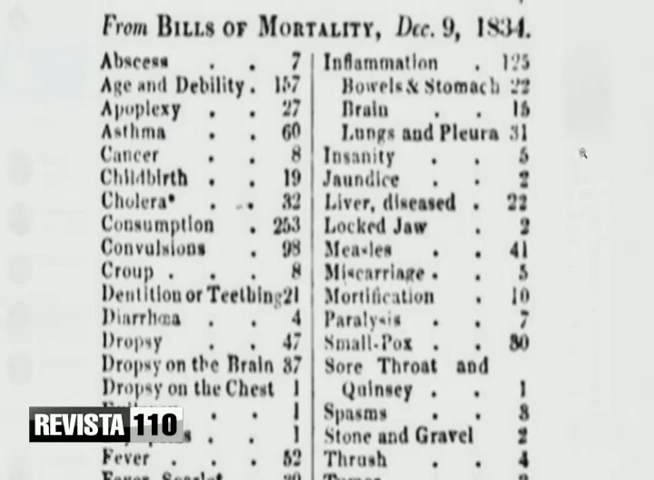 From BILLS OF MORTALITY, Dec. 9, 1834.
Abscess . . 7
Age and Debility . 157
Apoplexy . . 27
Asthma . . 60
Cancer . . 8
Childbirth . . 19
Cholera* . . 32
Consumption . 253
Convulsions . 98
Croup . . . 8
Dentition or Teething 21
Diarrhœa . . 4
Dropsy . . 47
Dropsy on the Brain 37
Dropsy on the Chest 1
. . 1
. . 1
Fever . . . 52
Fever, Scarlet
Inflammation . 125
Bowels & Stomach 22
Brain . . 15
Lungs and Pleura 31
Insanity . . 5
Jaundice . . 2
Liver, diseased . 22
Locked Jaw . 2
Measles . . 41
Miscarriage . . 5
Mortification . 10
Paralysis . . 7
Small-Pox . . 80
Sore Throat and
Quinsey . . 1
Spasms . . 3
Stone and Gravel 2
Thrush . . 4
REVISTA 110